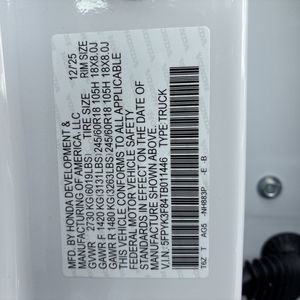 MFD. BY HONDA DEVELOPMENT & 12/25
MANUFACTURING OF AMERICA, LLC
TIRE SIZE RIM SIZE
GVWR 2730 KG(6019LBS)
GAWR F 1420 KG(3131LBS) 245/60R18 105H 18X8.0J
GAWR R 1480 KG(3263LBS) 245/60R18 105H 18X8.0J
THIS VEHICLE CONFORMS TO ALL APPLICABLE
FEDERAL MOTOR VEHICLE SAFETY
STANDARDS IN EFFECT ON THE DATE OF
MANUFACTURE SHOWN ABOVE.
V.I.N.: 5FPYK3F84TB011446
TYPE: TRUCK
T6Z T AG5 -NH883P- E -B